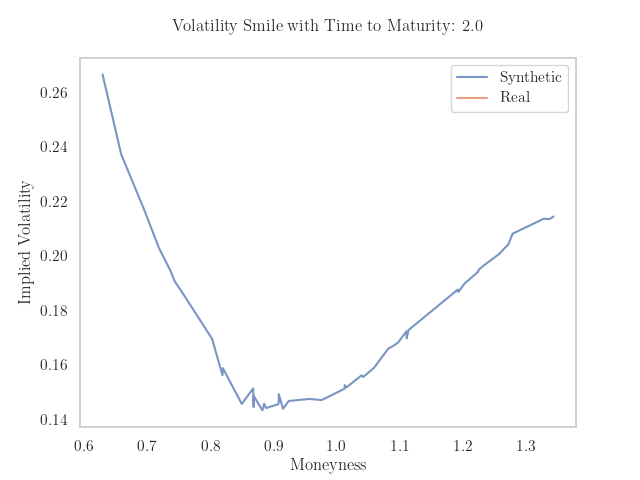 Volatility Smile with Time to Maturity: 2.0
Synthetic
Real
Implied Volatility
0.26
0.24
0.22
0.20
0.18
0.16
0.14
0.6 0.7 0.8 0.9 1.0 1.1 1.2 1.3
Moneyness